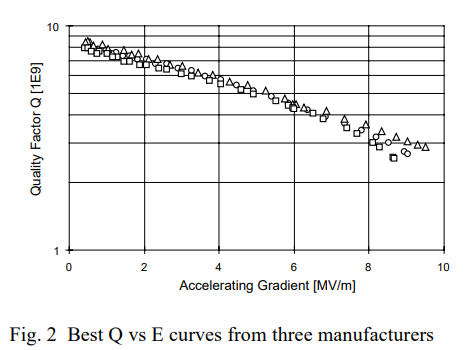 10
Quality Factor Q [1E9]
1
0 2 4 6 8 10
Accelerating Gradient [MV/m]
Fig. 2 Best Q vs E curves from three manufacturers